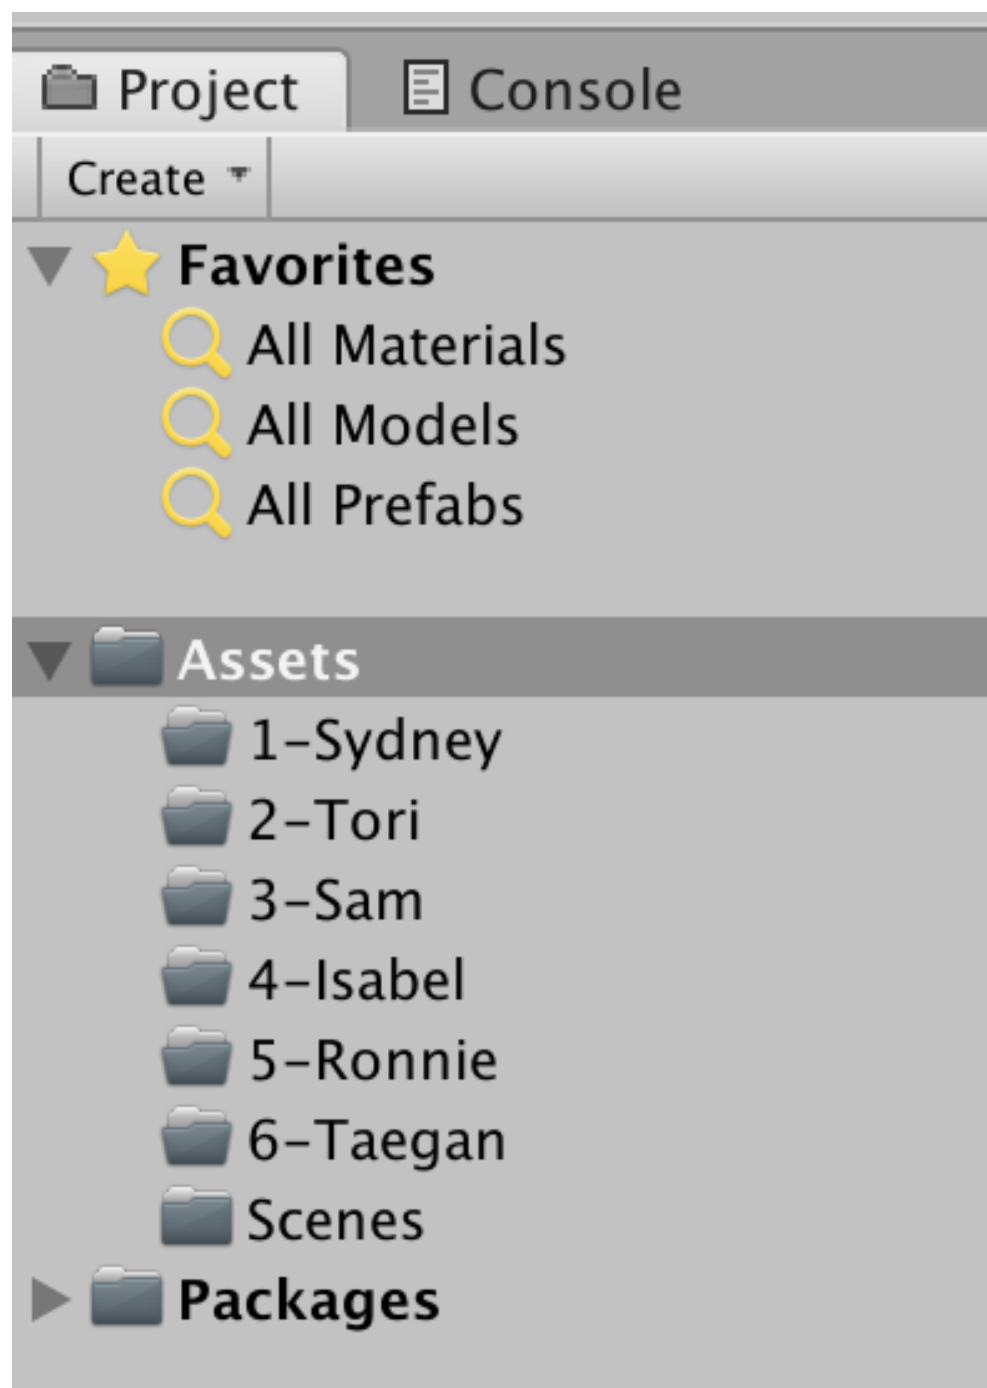 Project Console
Create
Favorites
All Materials
All Models
All Prefabs
Assets
1-Sydney
2-Tori
3-Sam
4-Isabel
5-Ronnie
6-Taegan
Scenes
Packages